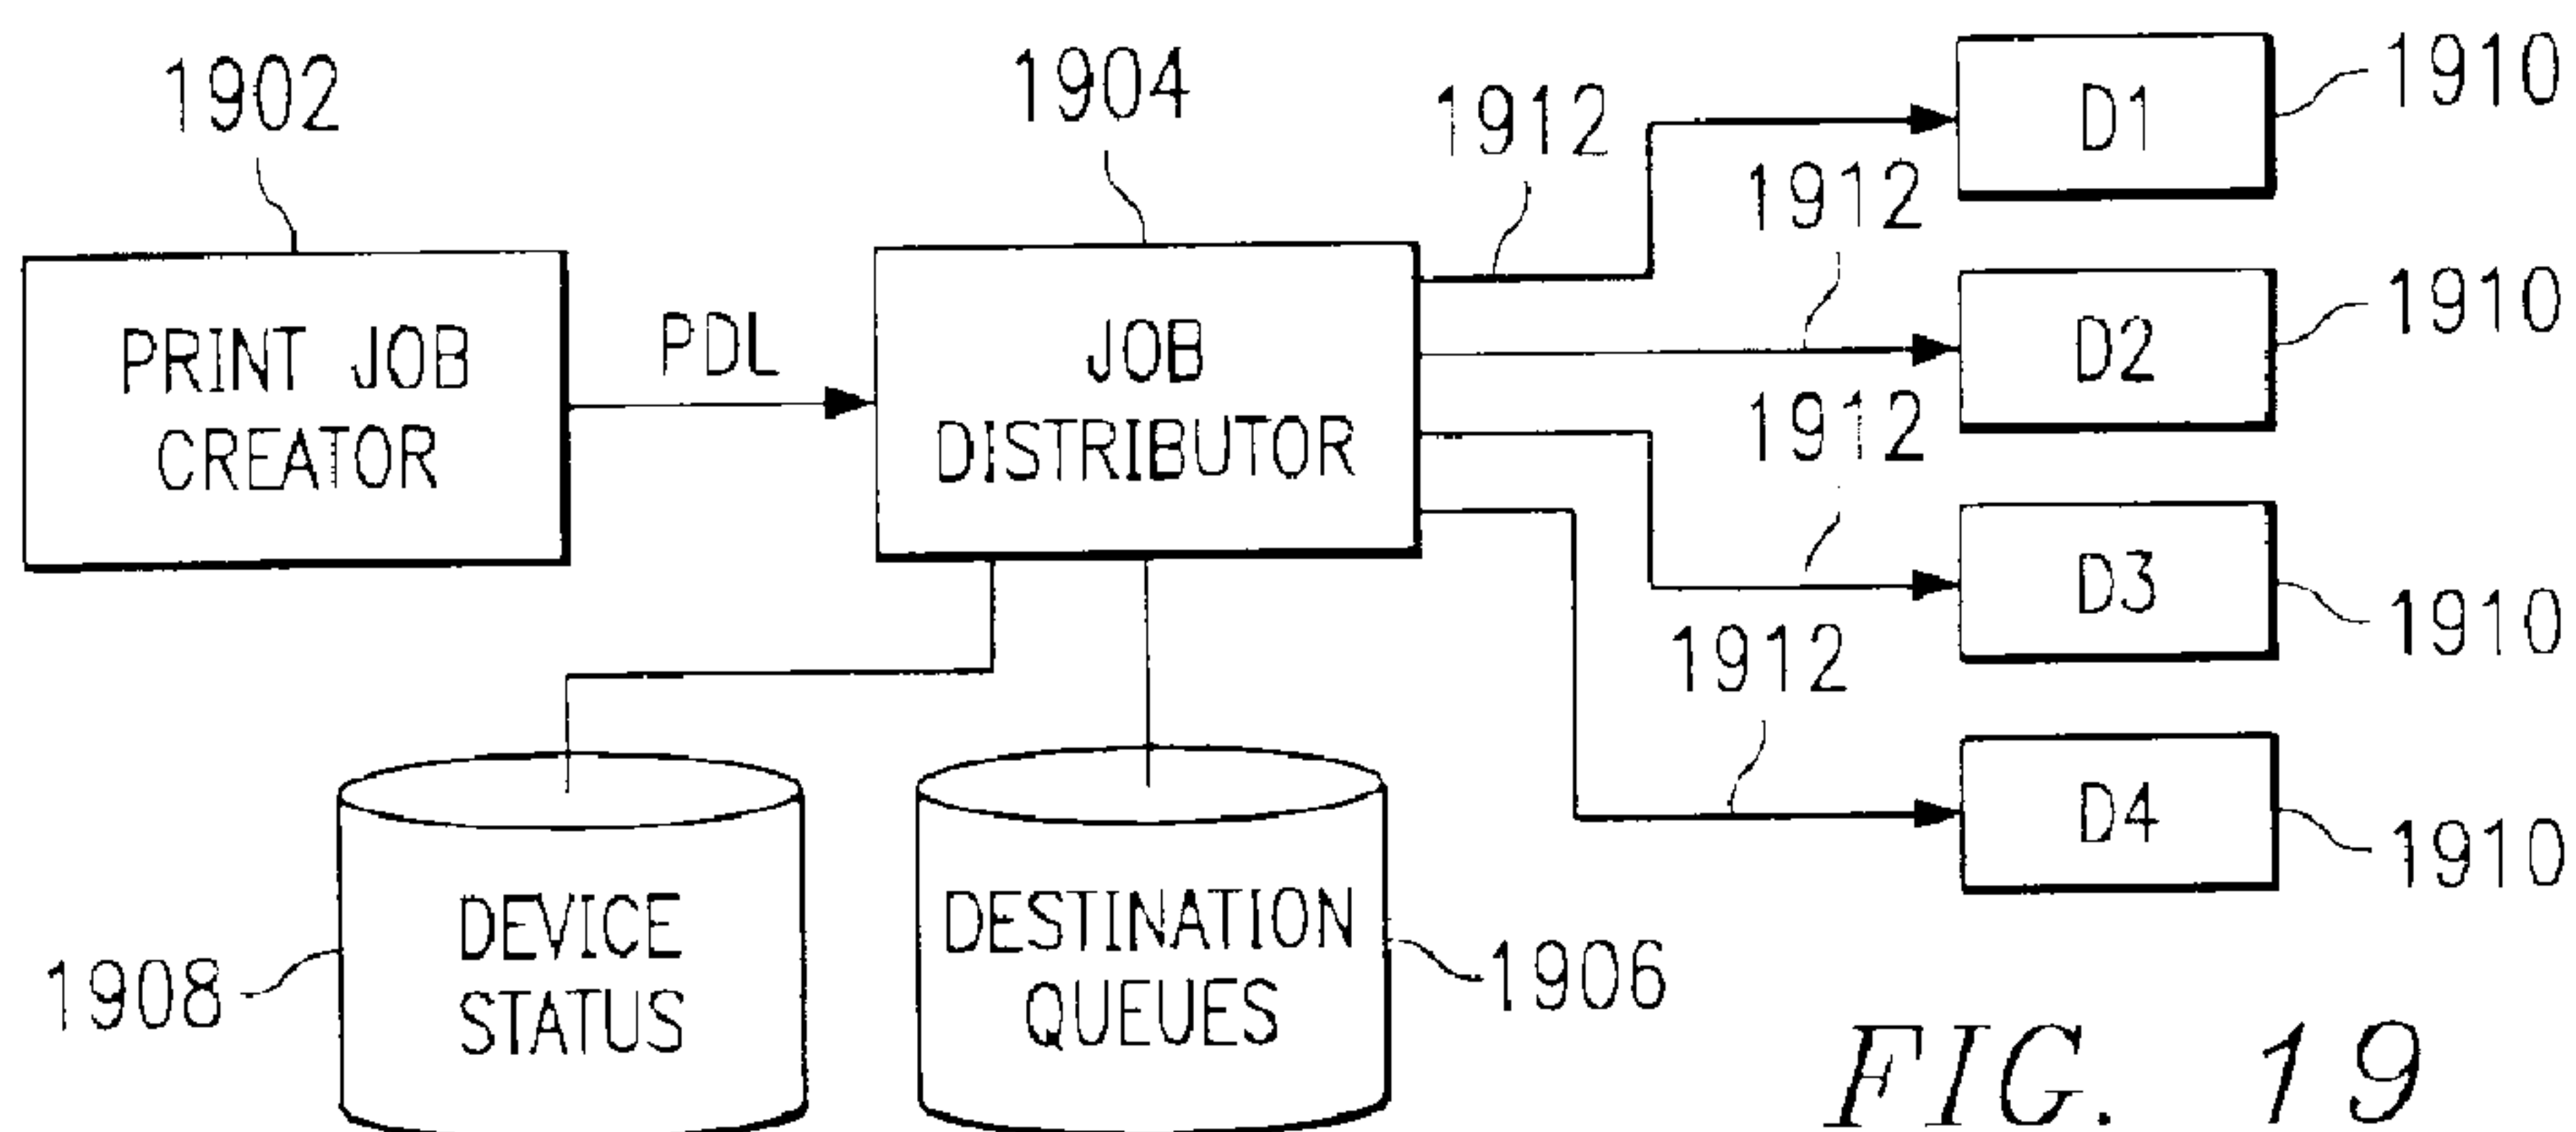 1902
1904
1912
D1
1910
1912
PRINT JOB
CREATOR
PDL
JOB
DISTRIBUTOR
D2
1910
1912
D3
1910
1912
D4
1910
1908
DEVICE
STATUS
DESTINATION
QUEUES
1906
FIG. 19